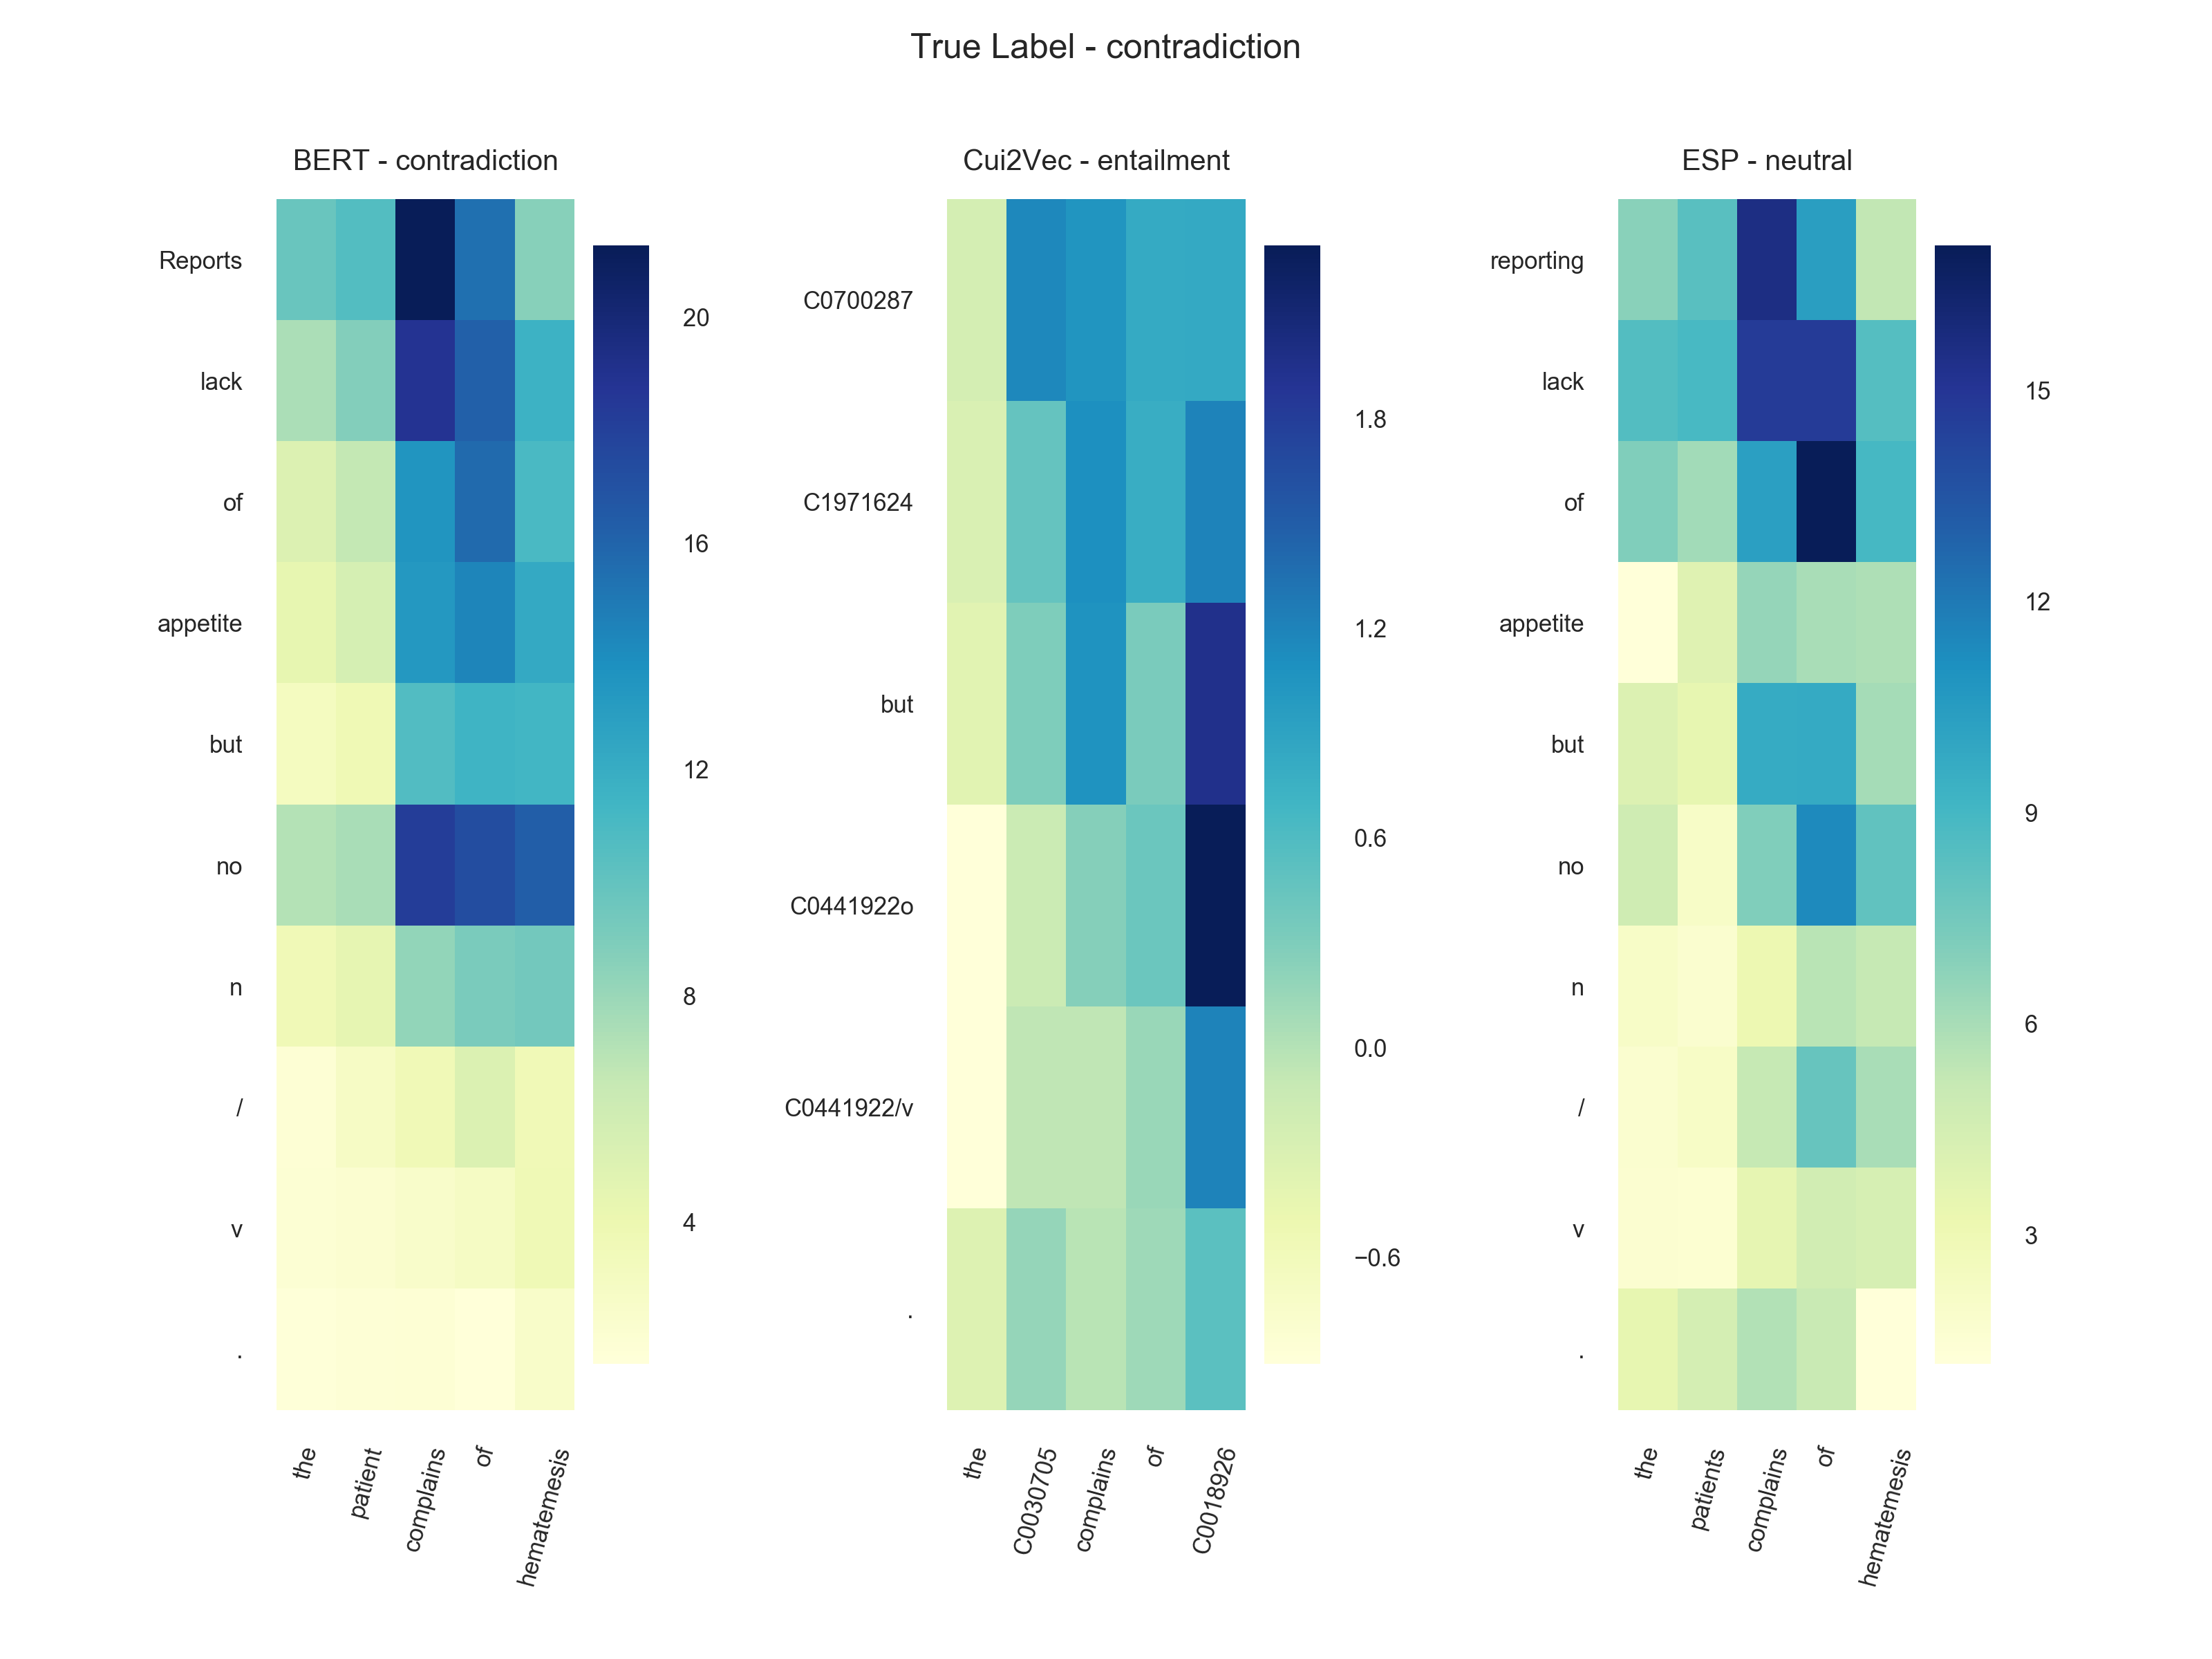 True Label - contradiction
BERT - contradiction
Reports
lack
of
appetite
but
no
n
/
v
.
the
patient
complains
of
hematemesis
20
16
12
8
4
Cui2Vec - entailment
C0700287
C1971624
but
C0441922o
C0441922/v
.
the
C0030705
complains
of
C0018926
1.8
1.2
0.6
0.0
−0.6
ESP - neutral
reporting
lack
of
appetite
but
no
n
/
v
.
the
patients
complains
of
hematemesis
15
12
9
6
3